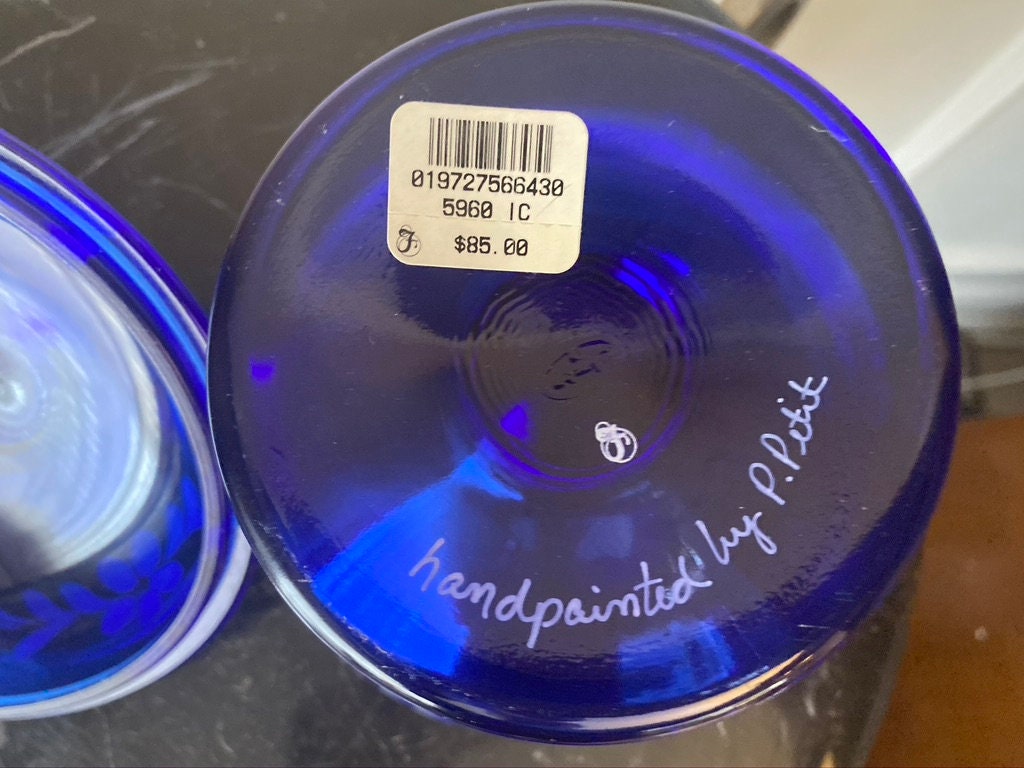 019727566430
5960 IC
F $85.00
F
handpainted by P. Petit